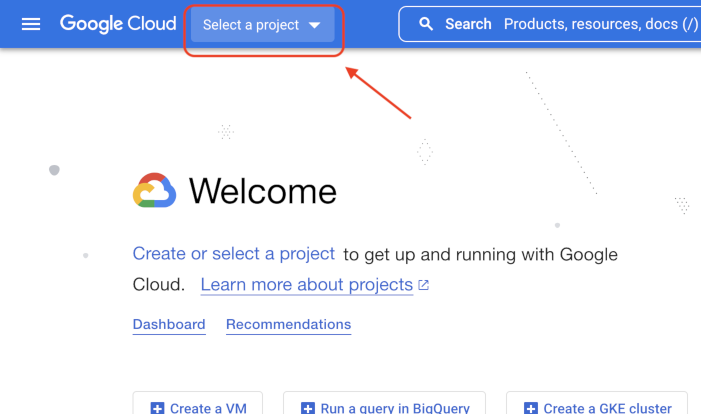 Google Cloud Select a project Search Products, resources, docs (/)
Welcome
Create or select a project to get up and running with Google
Cloud. Learn more about projects
Dashboard Recommendations
Create a VM Run a query in BigQuery Create a GKE cluster